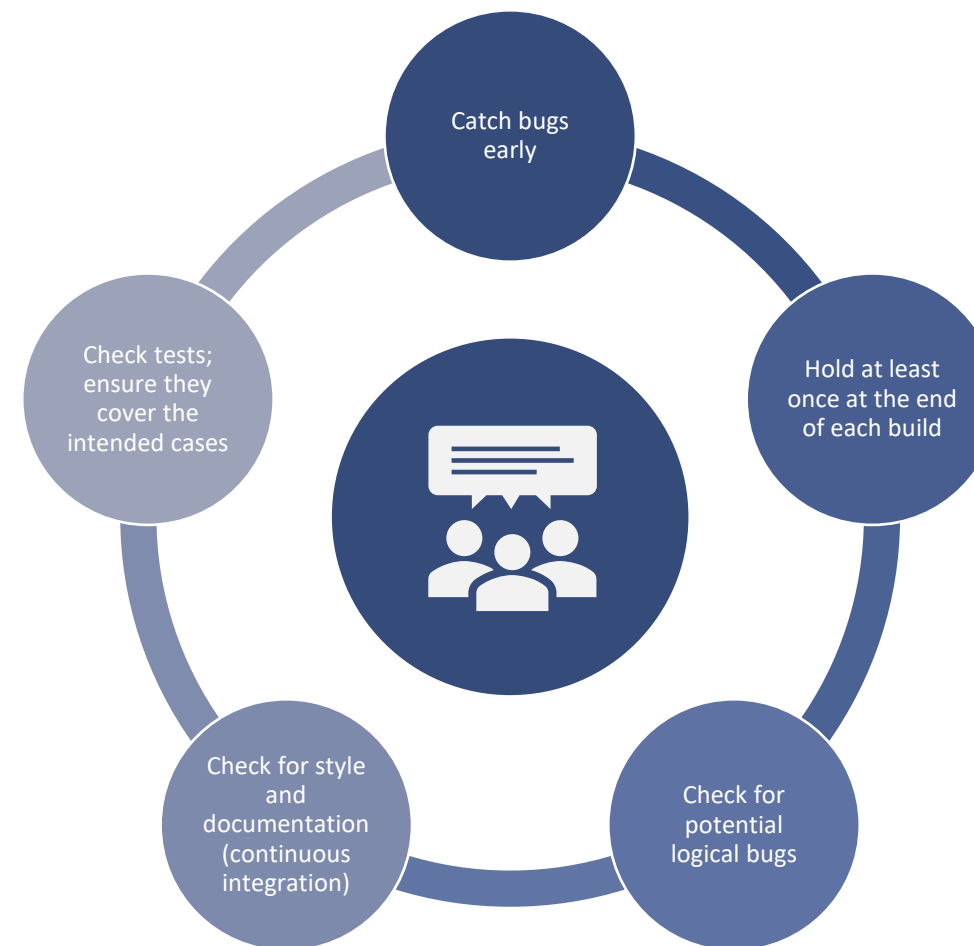 Catch bugs
early
Hold at least
once at the end
of each build
Check for
potential
logical bugs
Check for style
and
documentation
(continuous
integration)
Check tests;
ensure they
cover the
intended cases